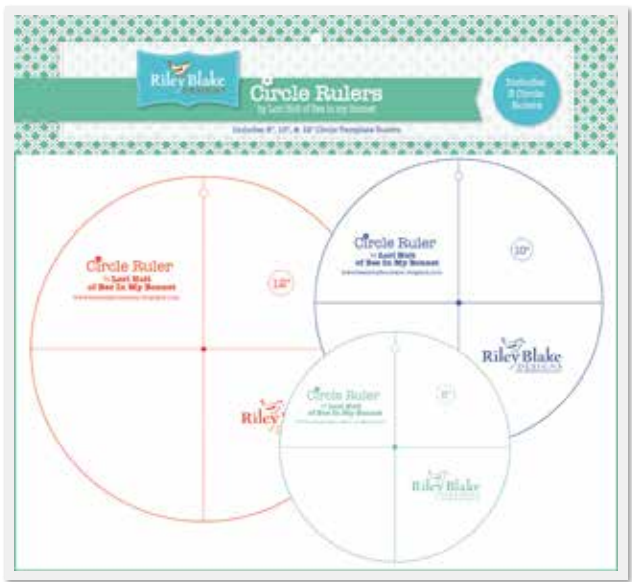 Riley Blake
DESIGNS
Circle Rulers
by Lori Holt of Bee in my Bonnet
Includes
3 Circle
Rulers
Includes 8", 10", & 12" Circle Template Rulers
Circle Ruler
by Lori Holt
of Bee In My Bonnet
12"
Riley
Circle Ruler
by Lori Holt
of Bee In My Bonnet
10"
Riley Blake
DESIGNS
Circle Ruler
by Lori Holt
of Bee In My Bonnet
8"
Riley Blake
DESIGNS